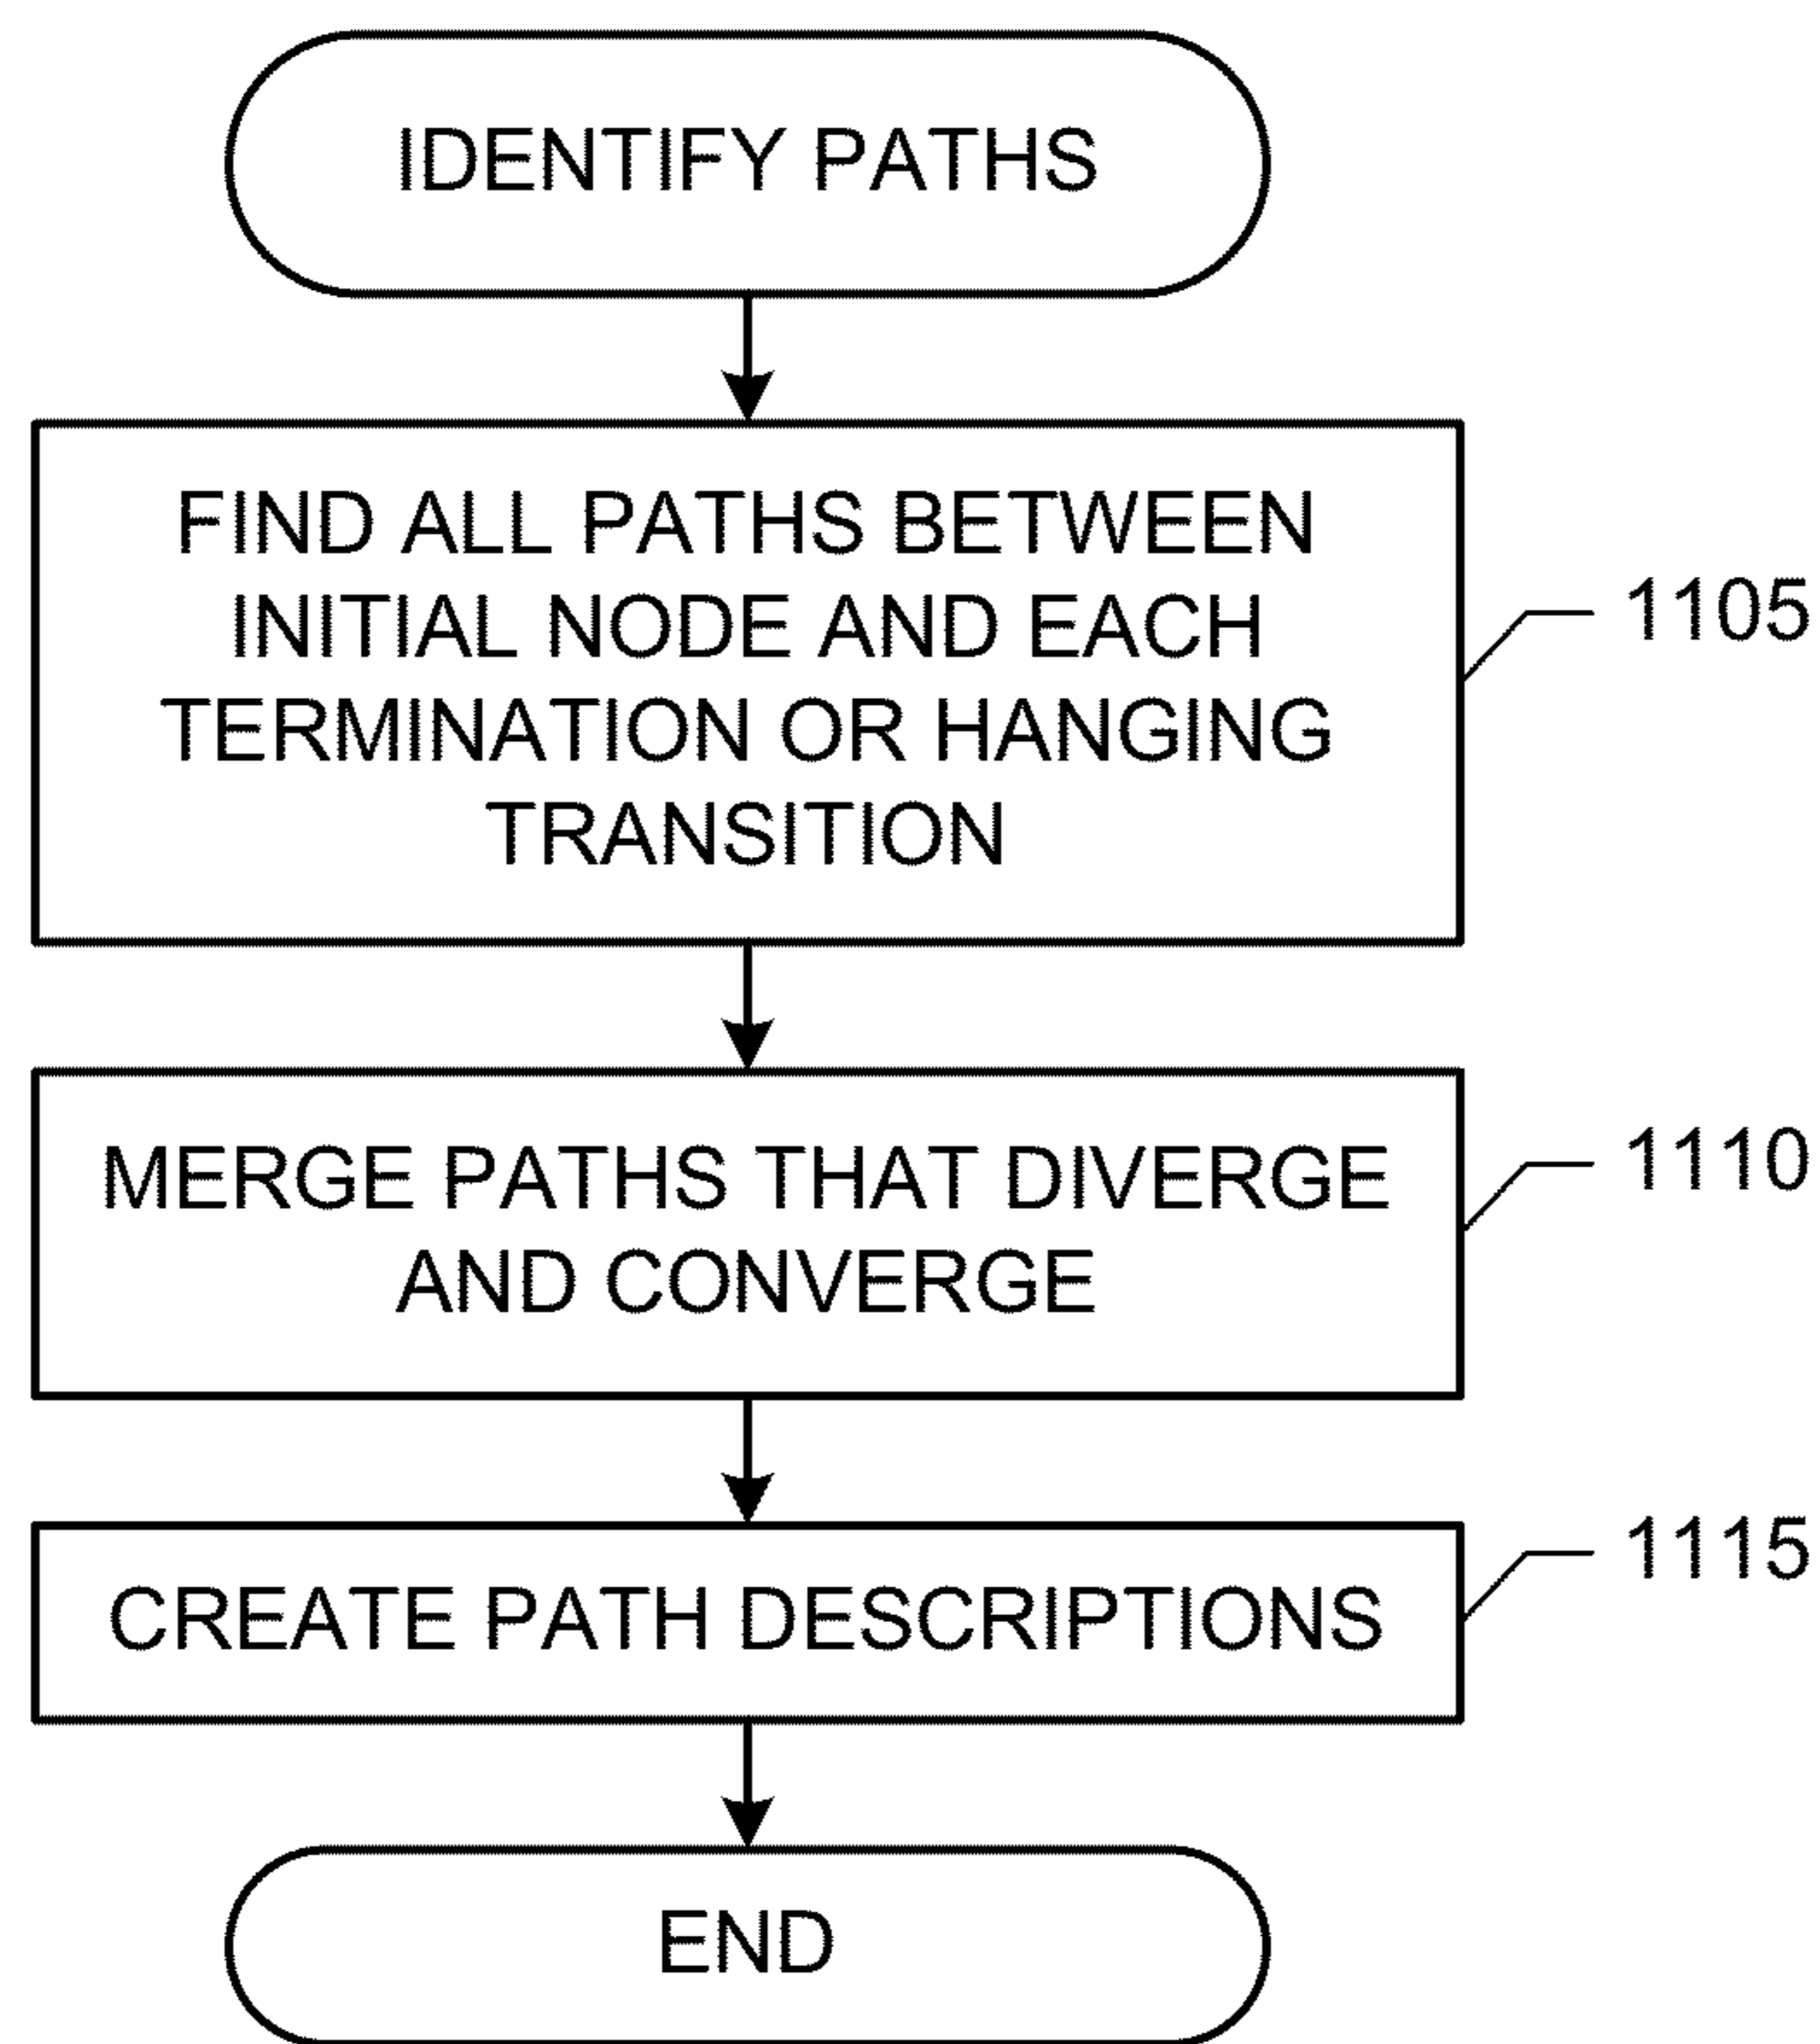 IDENTIFY PATHS
FIND ALL PATHS BETWEEN
INITIAL NODE AND EACH
TERMINATION OR HANGING
TRANSITION
1105
MERGE PATHS THAT DIVERGE
AND CONVERGE
1110
CREATE PATH DESCRIPTIONS
1115
END